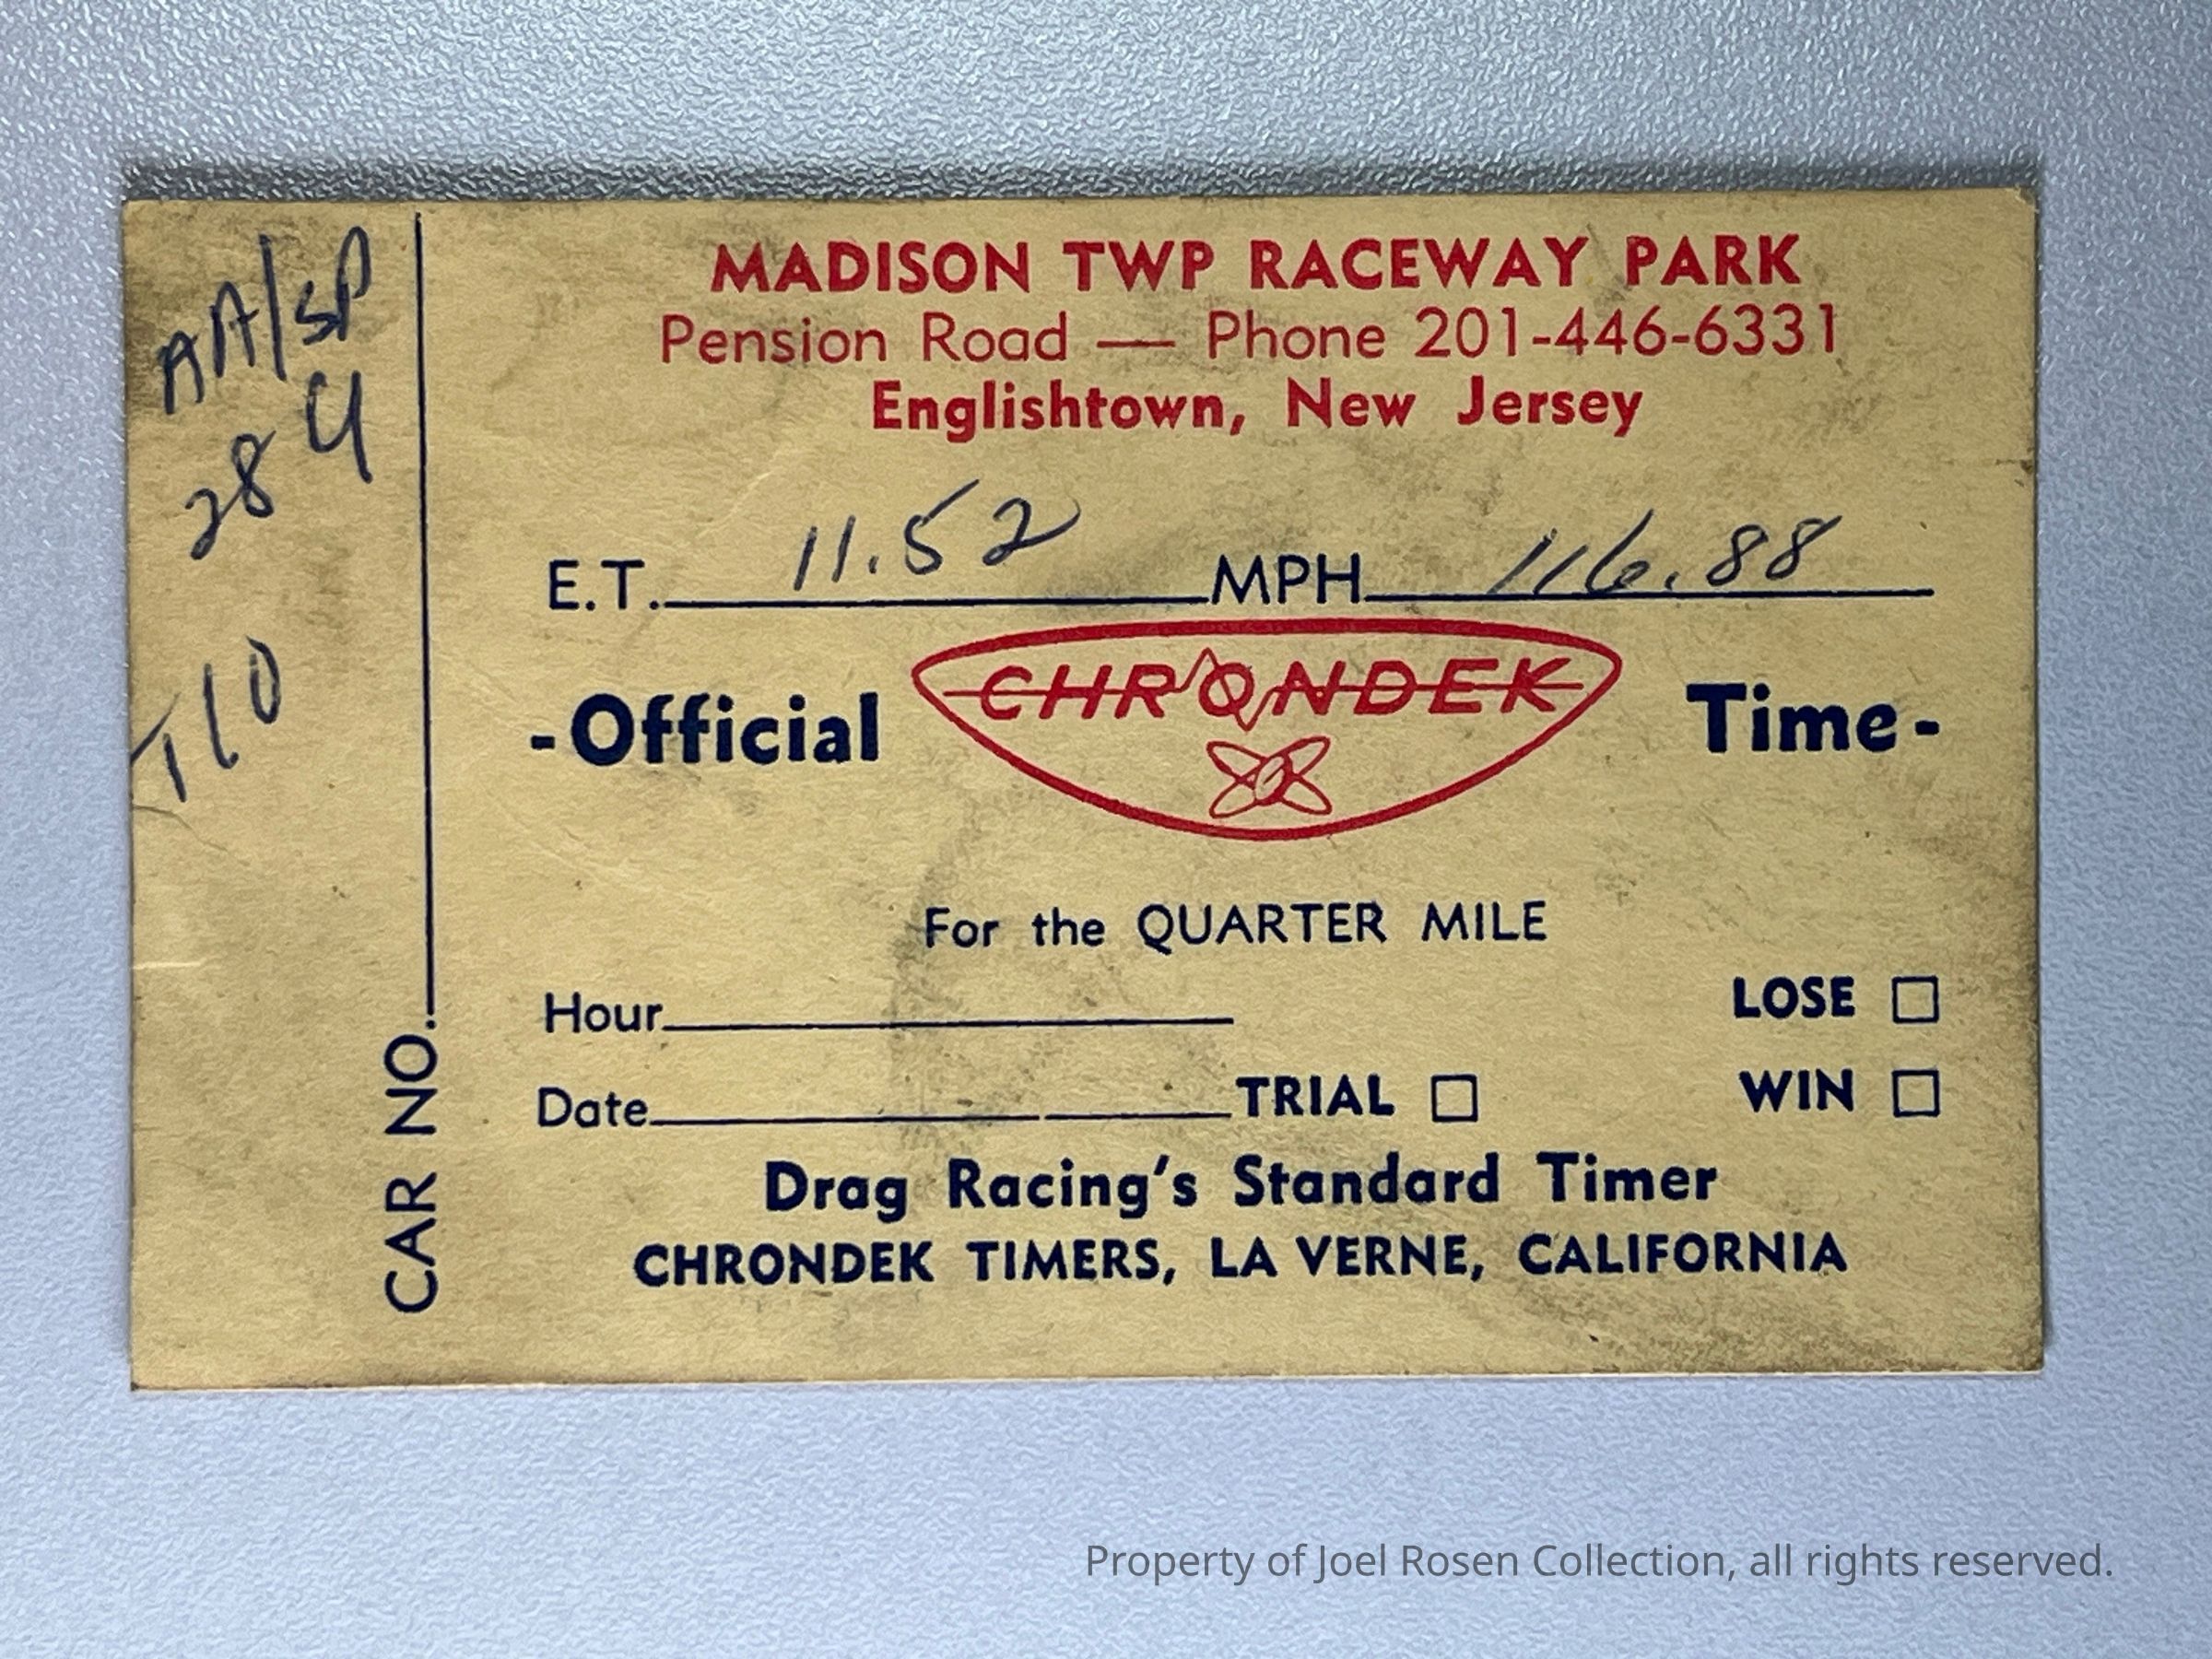 AA/SP
284
T10
CAR NO.
MADISON TWP RACEWAY PARK
Pension Road — Phone 201-446-6331
Englishtown, New Jersey
E.T. 11.52 MPH 116.88
-Official CHRONDEK Time-
For the QUARTER MILE
Hour LOSE
Date TRIAL WIN
Drag Racing's Standard Timer
CHRONDEK TIMERS, LA VERNE, CALIFORNIA
Property of Joel Rosen Collection, all rights reserved.